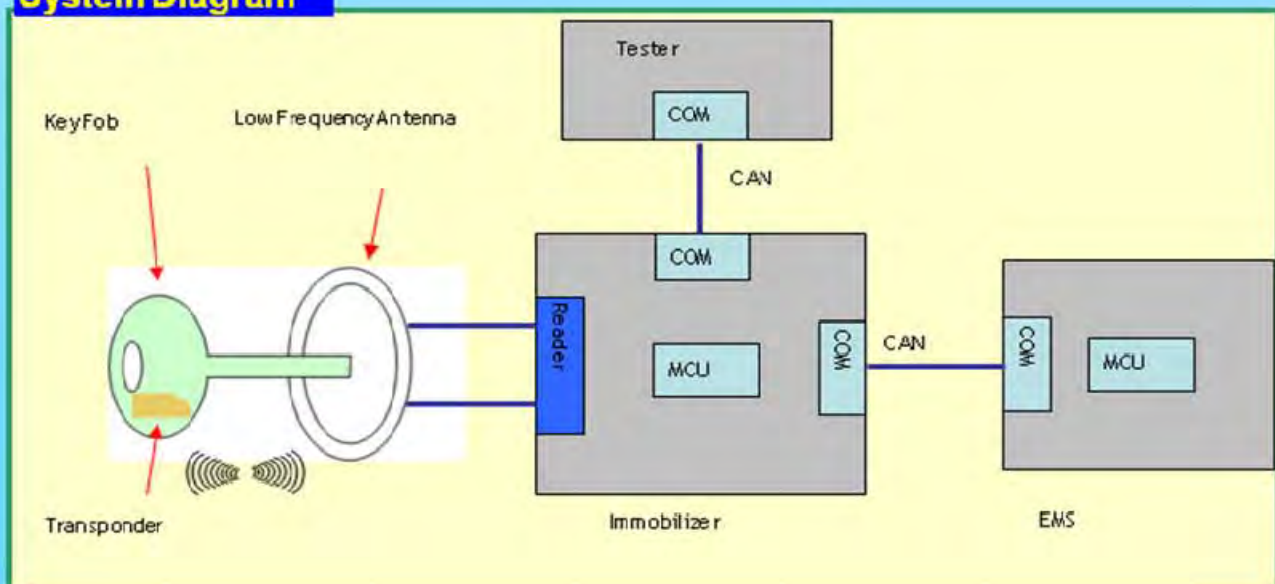 System Diagram
Tester
COM
KeyFob
Low Frequency Antenna
CAN
COM
Reader
MCU
COM
CAN
COM
MCU
Transponder
Immobilizer
EMS